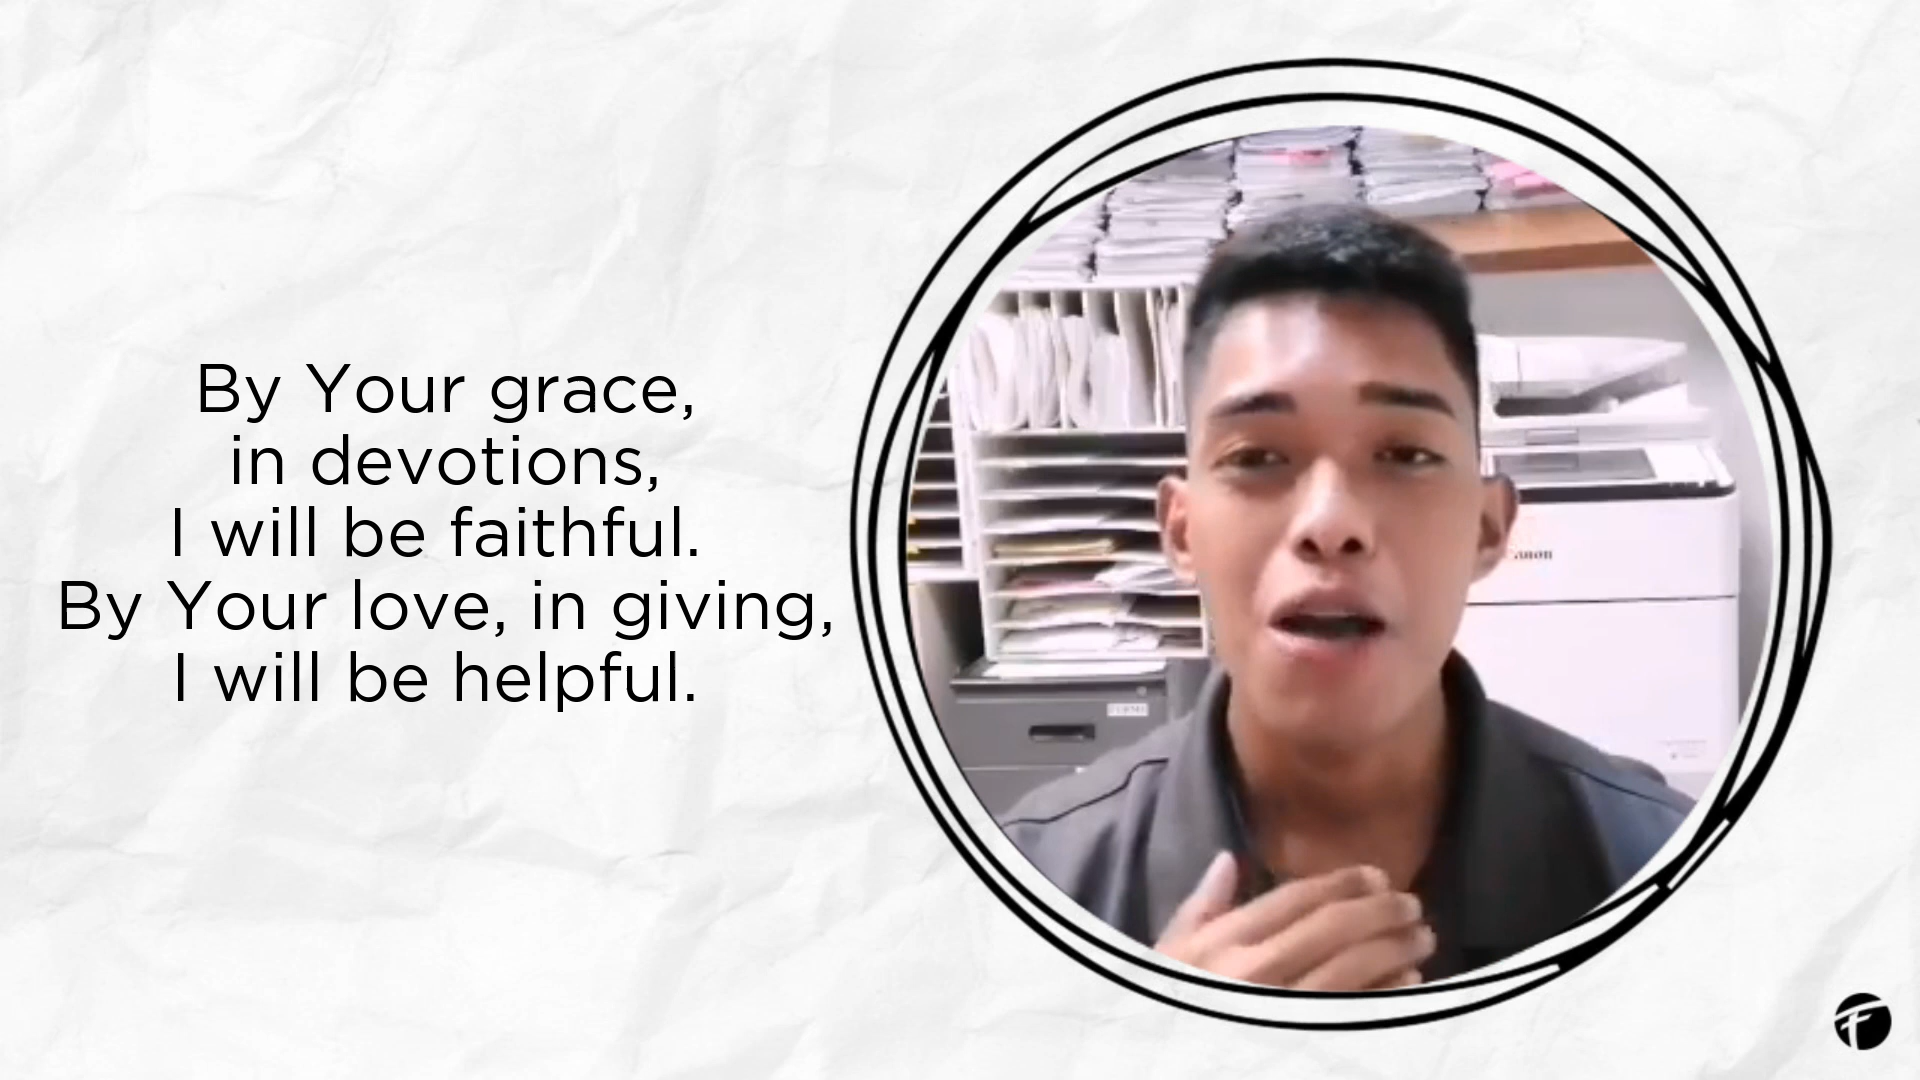 By Your grace,
in devotions,
I will be faithful.
By Your love, in giving,
I will be helpful.